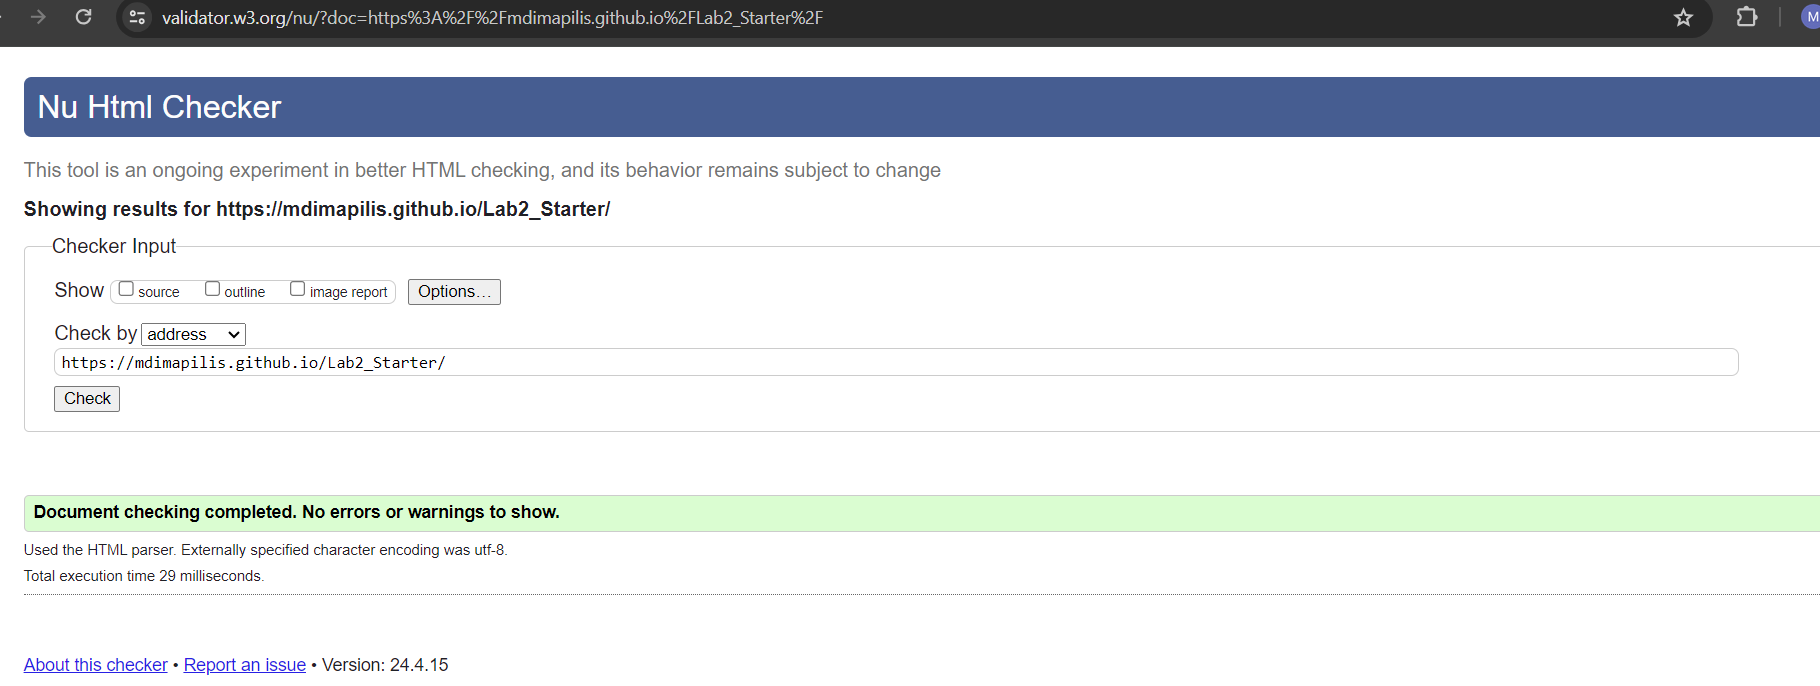 validator.w3.org/nu/?doc=https%3A%2F%2Fmdimapilis.github.io%2FLab2_Starter%2F
M
Nu Html Checker
This tool is an ongoing experiment in better HTML checking, and its behavior remains subject to change
Showing results for https://mdimapilis.github.io/Lab2_Starter/
Checker Input
Show source outline image report Options...
Check by address
https://mdimapilis.github.io/Lab2_Starter/
Check
Document checking completed. No errors or warnings to show.
Used the HTML parser. Externally specified character encoding was utf-8.
Total execution time 29 milliseconds.
About this checker • Report an issue • Version: 24.4.15